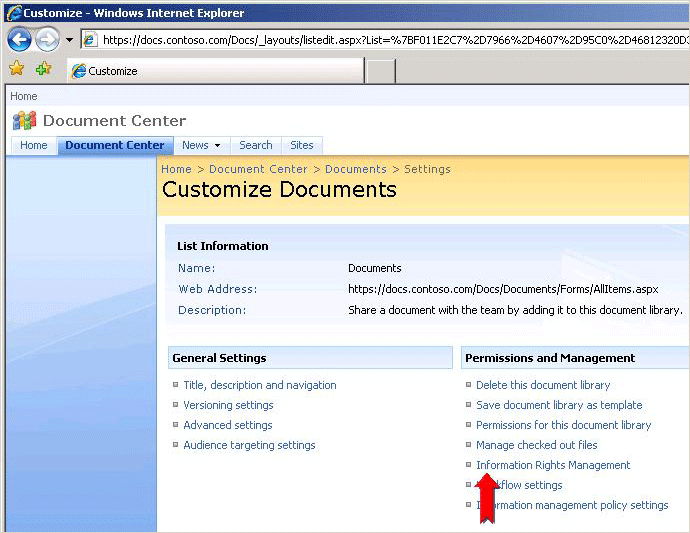 Customize - Windows Internet Explorer
https://docs.contoso.com/Docs/_layouts/listedit.aspx?List=%7BF011E2C7%2D7966%2D4607%2D95C0%2D46812320D3
Customize
Home
Document Center
Home Document Center News Search Sites
Home > Document Center > Documents > Settings
Customize Documents
List Information
Name: Documents
Web Address: https://docs.contoso.com/Docs/Documents/Forms/AllItems.aspx
Description: Share a document with the team by adding it to this document library.
General Settings
Title, description and navigation
Versioning settings
Advanced settings
Audience targeting settings
Permissions and Management
Delete this document library
Save document library as template
Permissions for this document library
Manage checked out files
Information Rights Management
Workflow settings
Information management policy settings